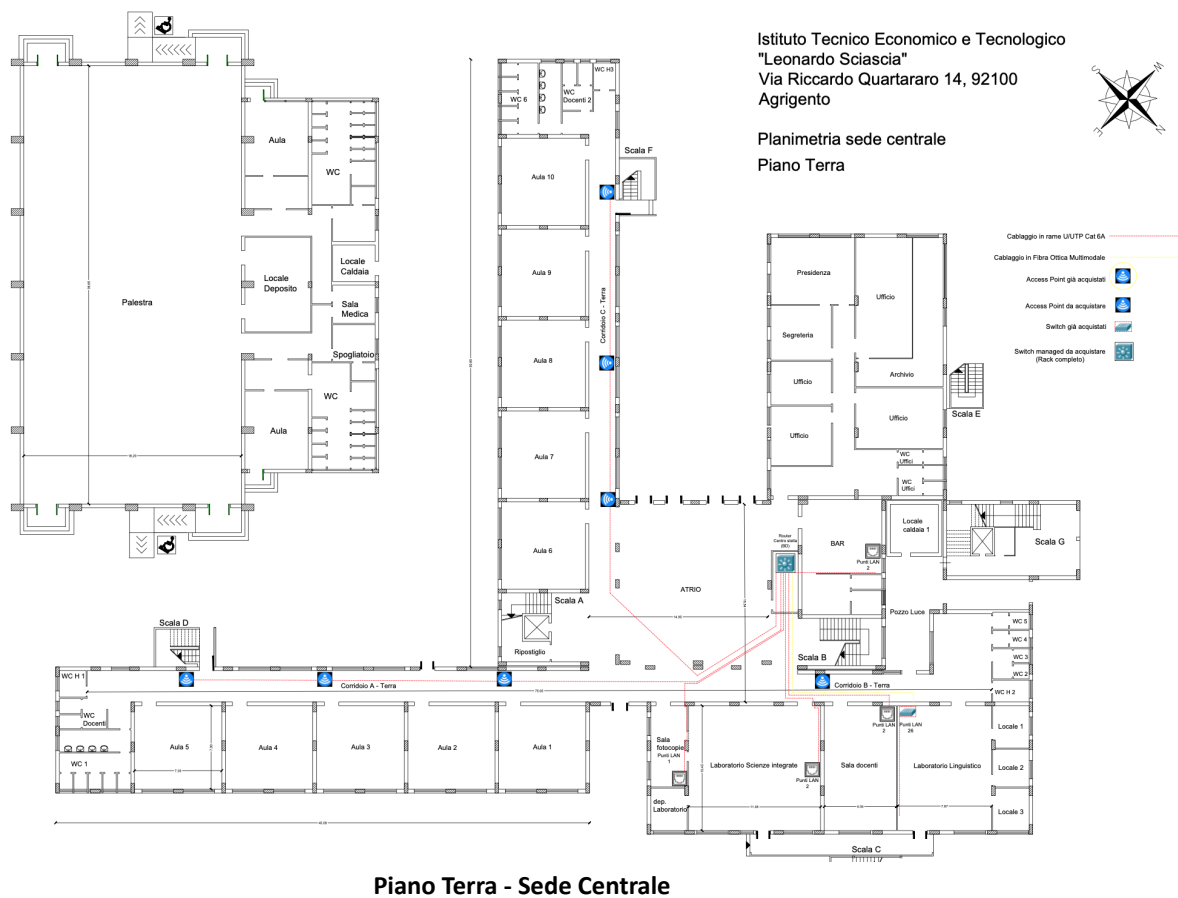 Istituto Tecnico Economico e Tecnologico
"Leonardo Sciascia"
Via Riccardo Quartararo 14, 92100
Agrigento
Planimetria sede centrale
Piano Terra
S
W
E
N
Cablaggio in rame U/UTP Cat 6A
Cablaggio in Fibra Ottica Multimodale
Access Point già acquistati
Access Point da acquistare
Switch già acquistati
Switch managed da acquistare
(Rack completo)
Palestra
Aula
WC
Locale
Deposito
Locale
Caldaia
Sala
Medica
Spogliatoio
WC
Aula
WC 6
WC
Docenti 2
WC H3
Scala F
Aula 10
Aula 9
Corridoio C - Terra
Aula 8
Aula 7
Aula 6
Scala A
Ripostiglio
Presidenza
Ufficio
Segreteria
Ufficio
Archivio
Ufficio
Ufficio
Scala E
WC
Uffici
WC
Uffici
Locale
caldaia 1
Scala G
Router
Centro stella
(BD)
BAR
Punti LAN
2
ATRIO
Pozzo Luce
Scala B
WC 5
WC 4
WC 3
WC 2
WC H 2
Scala D
WC H 1
Corridoio A - Terra
Corridoio B - Terra
WC
Docenti
WC 1
Aula 5
Aula 4
Aula 3
Aula 2
Aula 1
Sala
fotocopie
Punti LAN
1
dep.
Laboratorio
Laboratorio Scienze integrate
Punti LAN
2
Sala docenti
Punti LAN
2
Punti LAN
26
Laboratorio Linguistico
Locale 1
Locale 2
Locale 3
Scala C
Piano Terra - Sede Centrale